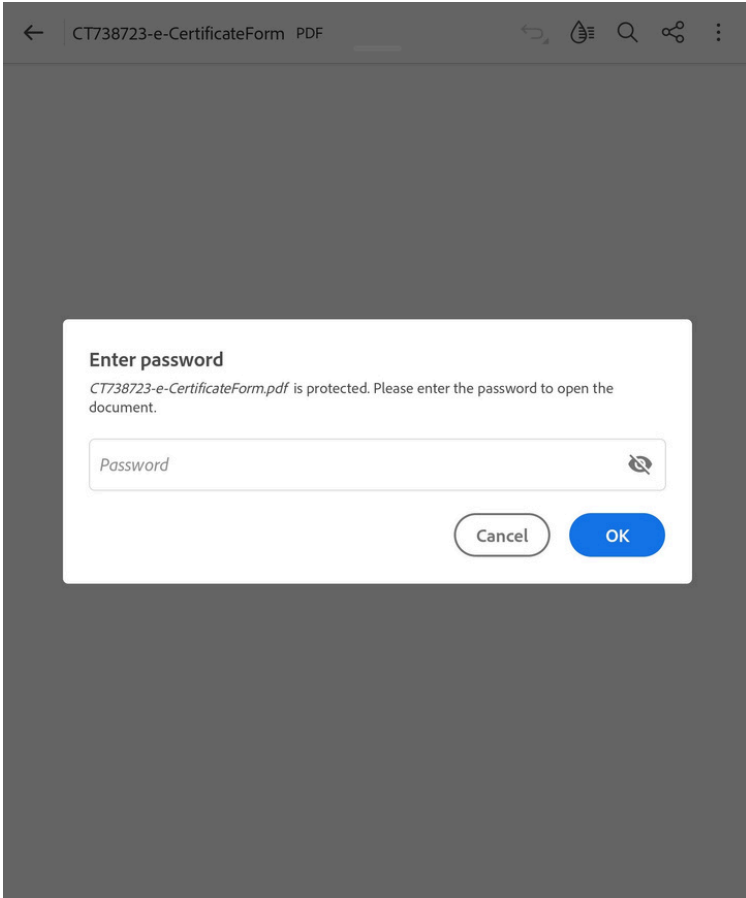 CT738723-e-CertificateForm PDF
Enter password
CT738723-e-CertificateForm.pdf is protected. Please enter the password to open the
document.
Password
Cancel OK